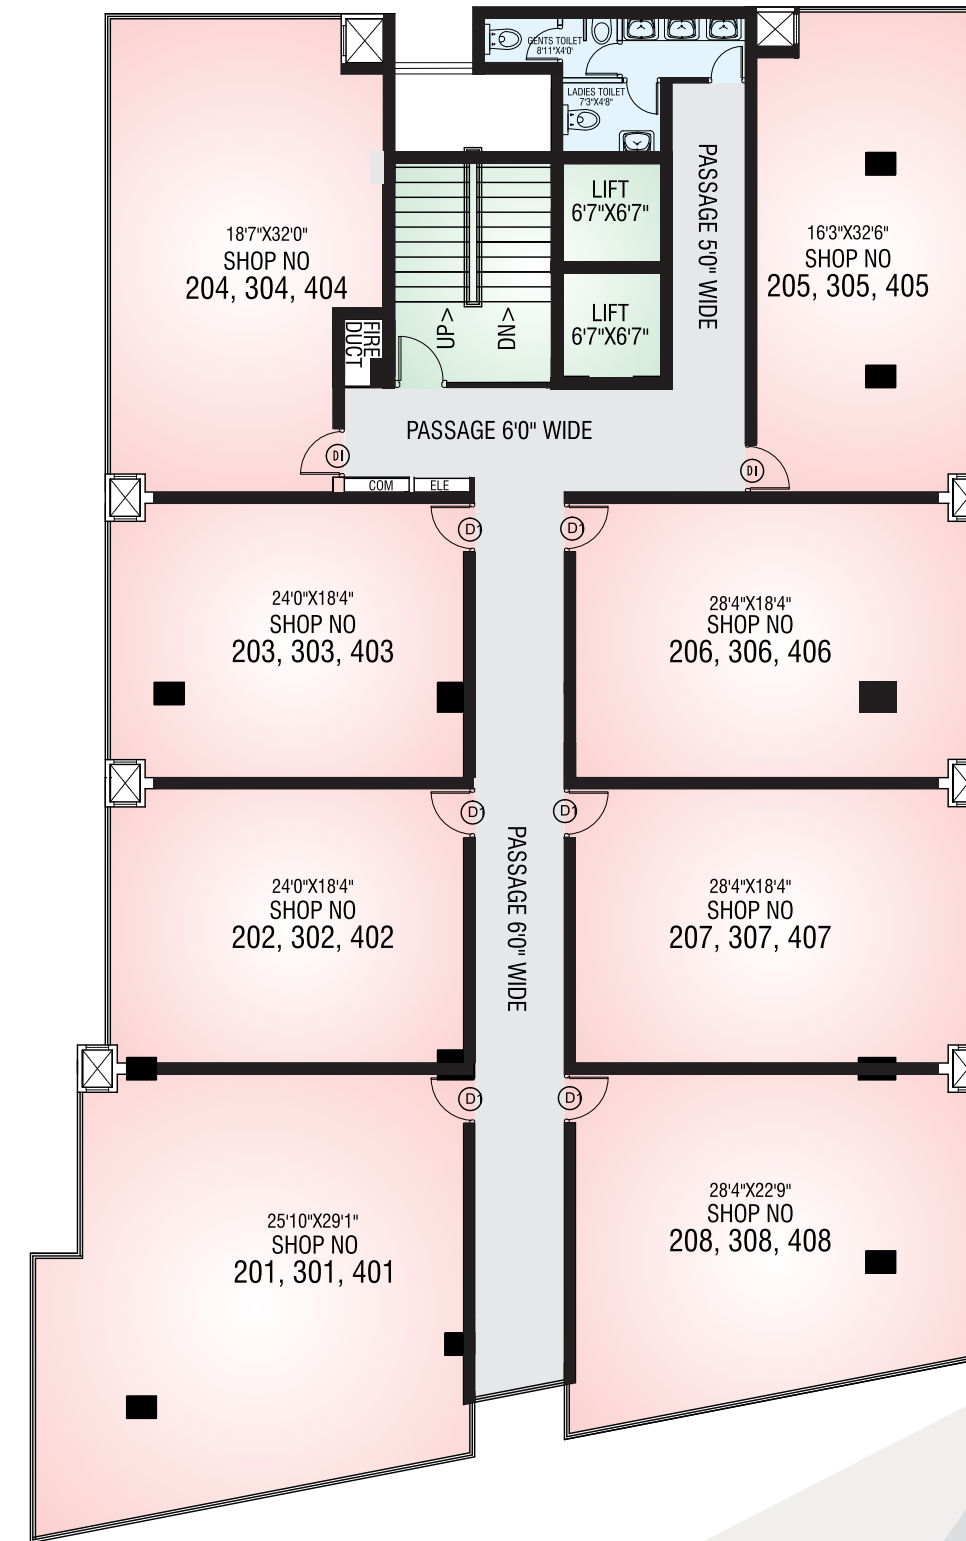 GENTS TOILET
8'11"X4'0'
LADIES TOILET
7'3"X4'8"
PASSAGE 5'0" WIDE
LIFT
6'7"X6'7"
18'7"X32'0"
SHOP NO
204, 304, 404
16'3"X32'6"
SHOP NO
205, 305, 405
LIFT
6'7"X6'7"
UP>
DN>
FIRE
DUCT
PASSAGE 6'0" WIDE
D1
D1
COM
ELE
D1
D1
24'0"X18'4"
SHOP NO
203, 303, 403
28'4"X18'4"
SHOP NO
206, 306, 406
D1
D1
PASSAGE 6'0" WIDE
24'0"X18'4"
SHOP NO
202, 302, 402
28'4"X18'4"
SHOP NO
207, 307, 407
D1
D1
25'10"X29'1"
SHOP NO
201, 301, 401
28'4"X22'9"
SHOP NO
208, 308, 408